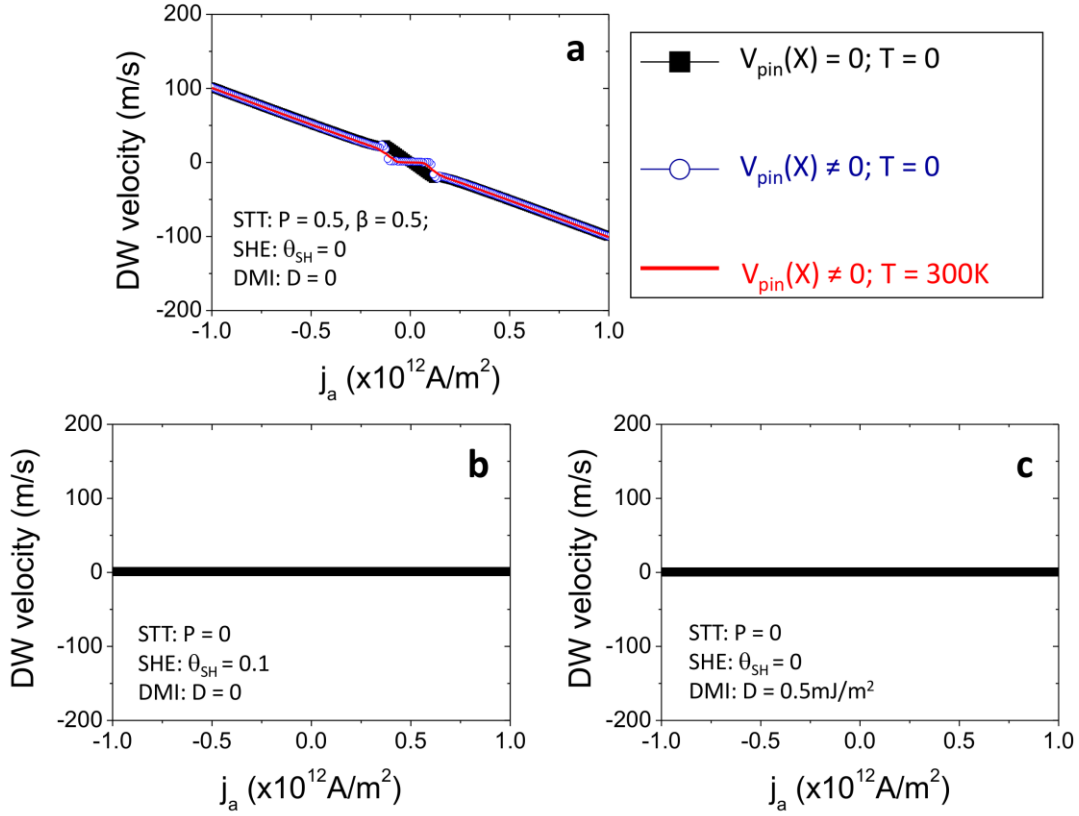 a
DW velocity (m/s)
200
100
0
-100
-200
STT: P = 0.5, β = 0.5;
SHE: θ_SH = 0
DMI: D = 0
-1.0 -0.5 0.0 0.5 1.0
j_a (x10^12A/m^2)
V_pin(X) = 0; T = 0
V_pin(X) ≠ 0; T = 0
V_pin(X) ≠ 0; T = 300K
b
DW velocity (m/s)
200
100
0
-100
-200
STT: P = 0
SHE: θ_SH = 0.1
DMI: D = 0
-1.0 -0.5 0.0 0.5 1.0
j_a (x10^12A/m^2)
c
DW velocity (m/s)
200
100
0
-100
-200
STT: P = 0
SHE: θ_SH = 0
DMI: D = 0.5mJ/m²
-1.0 -0.5 0.0 0.5 1.0
j_a (x10^12A/m^2)